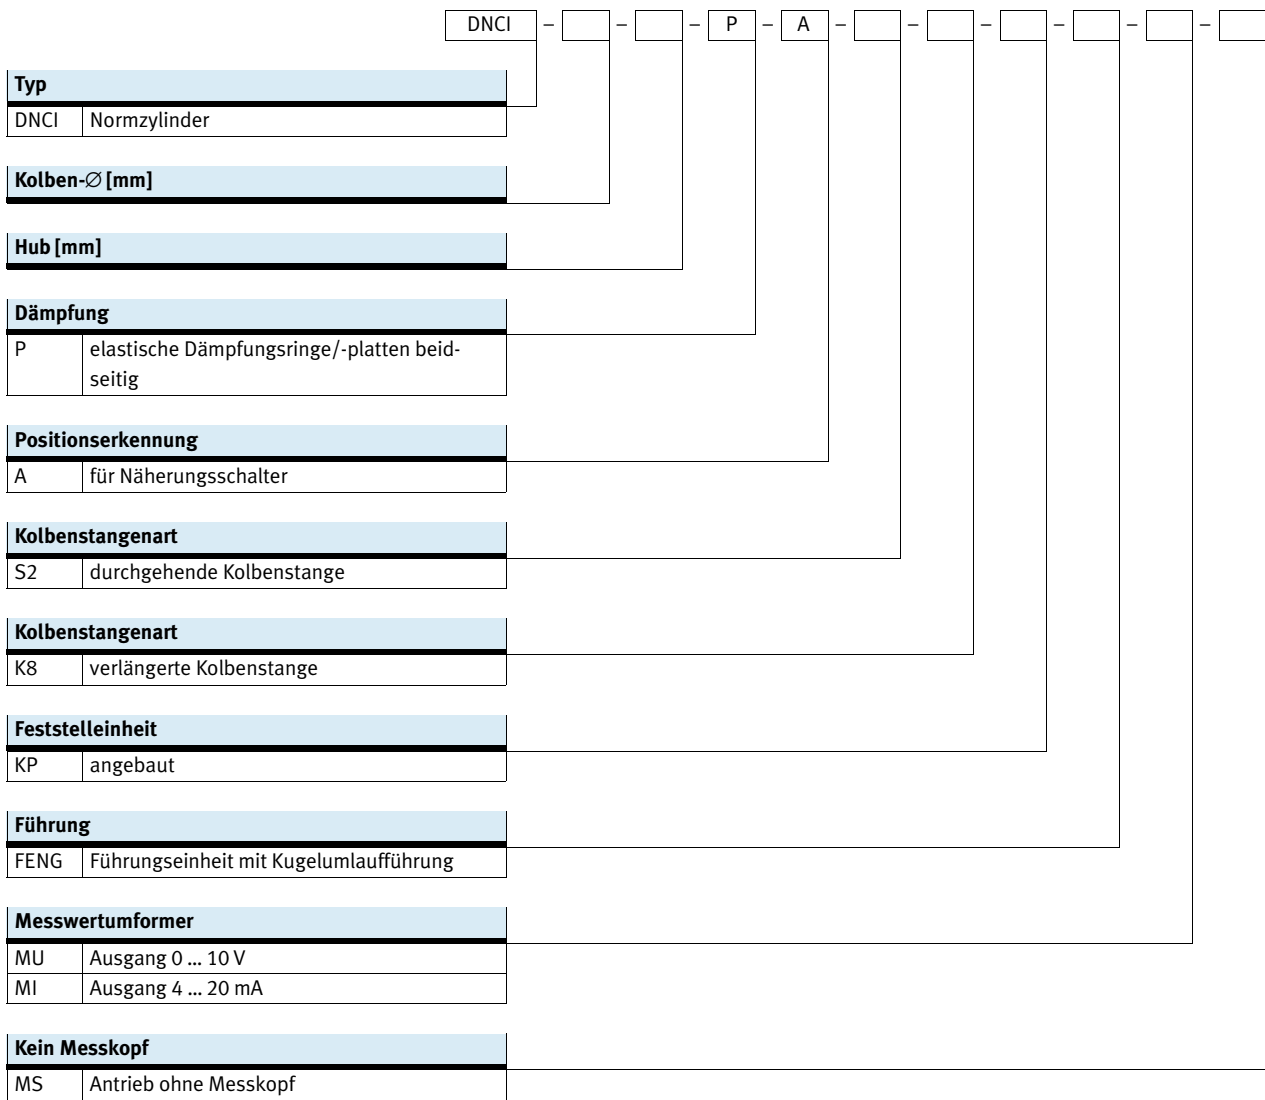 DNCI – – – P – A – – – – – –
Typ
DNCI Normzylinder
Kolben-∅ [mm]
Hub [mm]
Dämpfung
P elastische Dämpfungsringe/-platten beid-
seitig
Positionserkennung
A für Näherungsschalter
Kolbenstangenart
S2 durchgehende Kolbenstange
Kolbenstangenart
K8 verlängerte Kolbenstange
Feststelleinheit
KP angebaut
Führung
FENG Führungseinheit mit Kugelumlaufführung
Messwertumformer
MU Ausgang 0 ... 10 V
MI Ausgang 4 ... 20 mA
Kein Messkopf
MS Antrieb ohne Messkopf